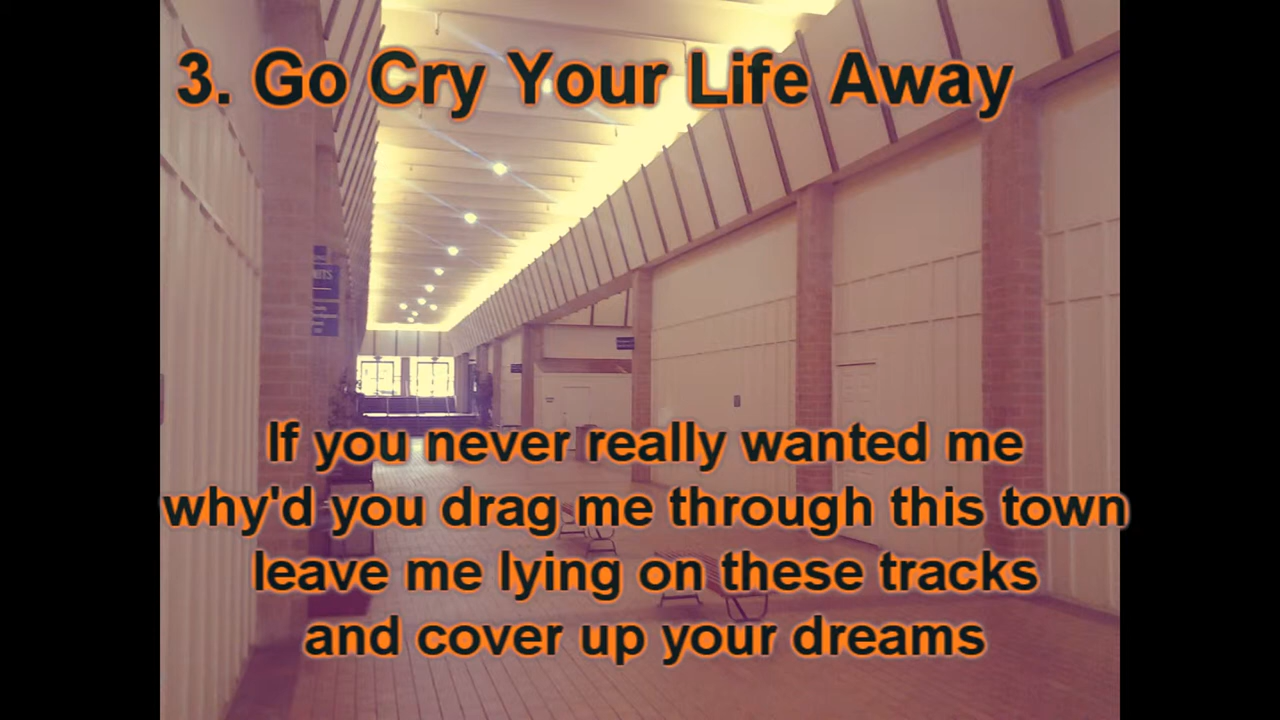 3. Go Cry Your Life Away
If you never really wanted me
why'd you drag me through this town
leave me lying on these tracks
and cover up your dreams